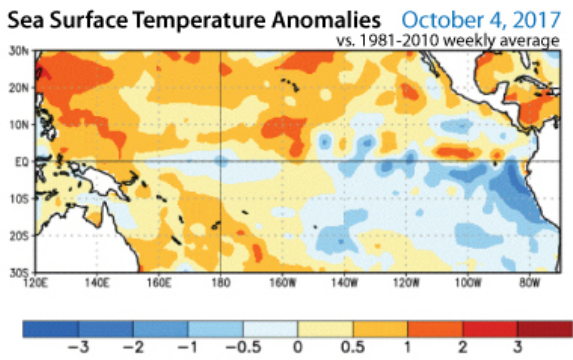 Sea Surface Temperature Anomalies October 4, 2017
vs. 1981-2010 weekly average
30N
20N
10N
EQ
10S
20S
30S
120E 140E 160E 180 160W 140W 120W 100W 80W
-3 -2 -1 -0.5 0 0.5 1 2 3